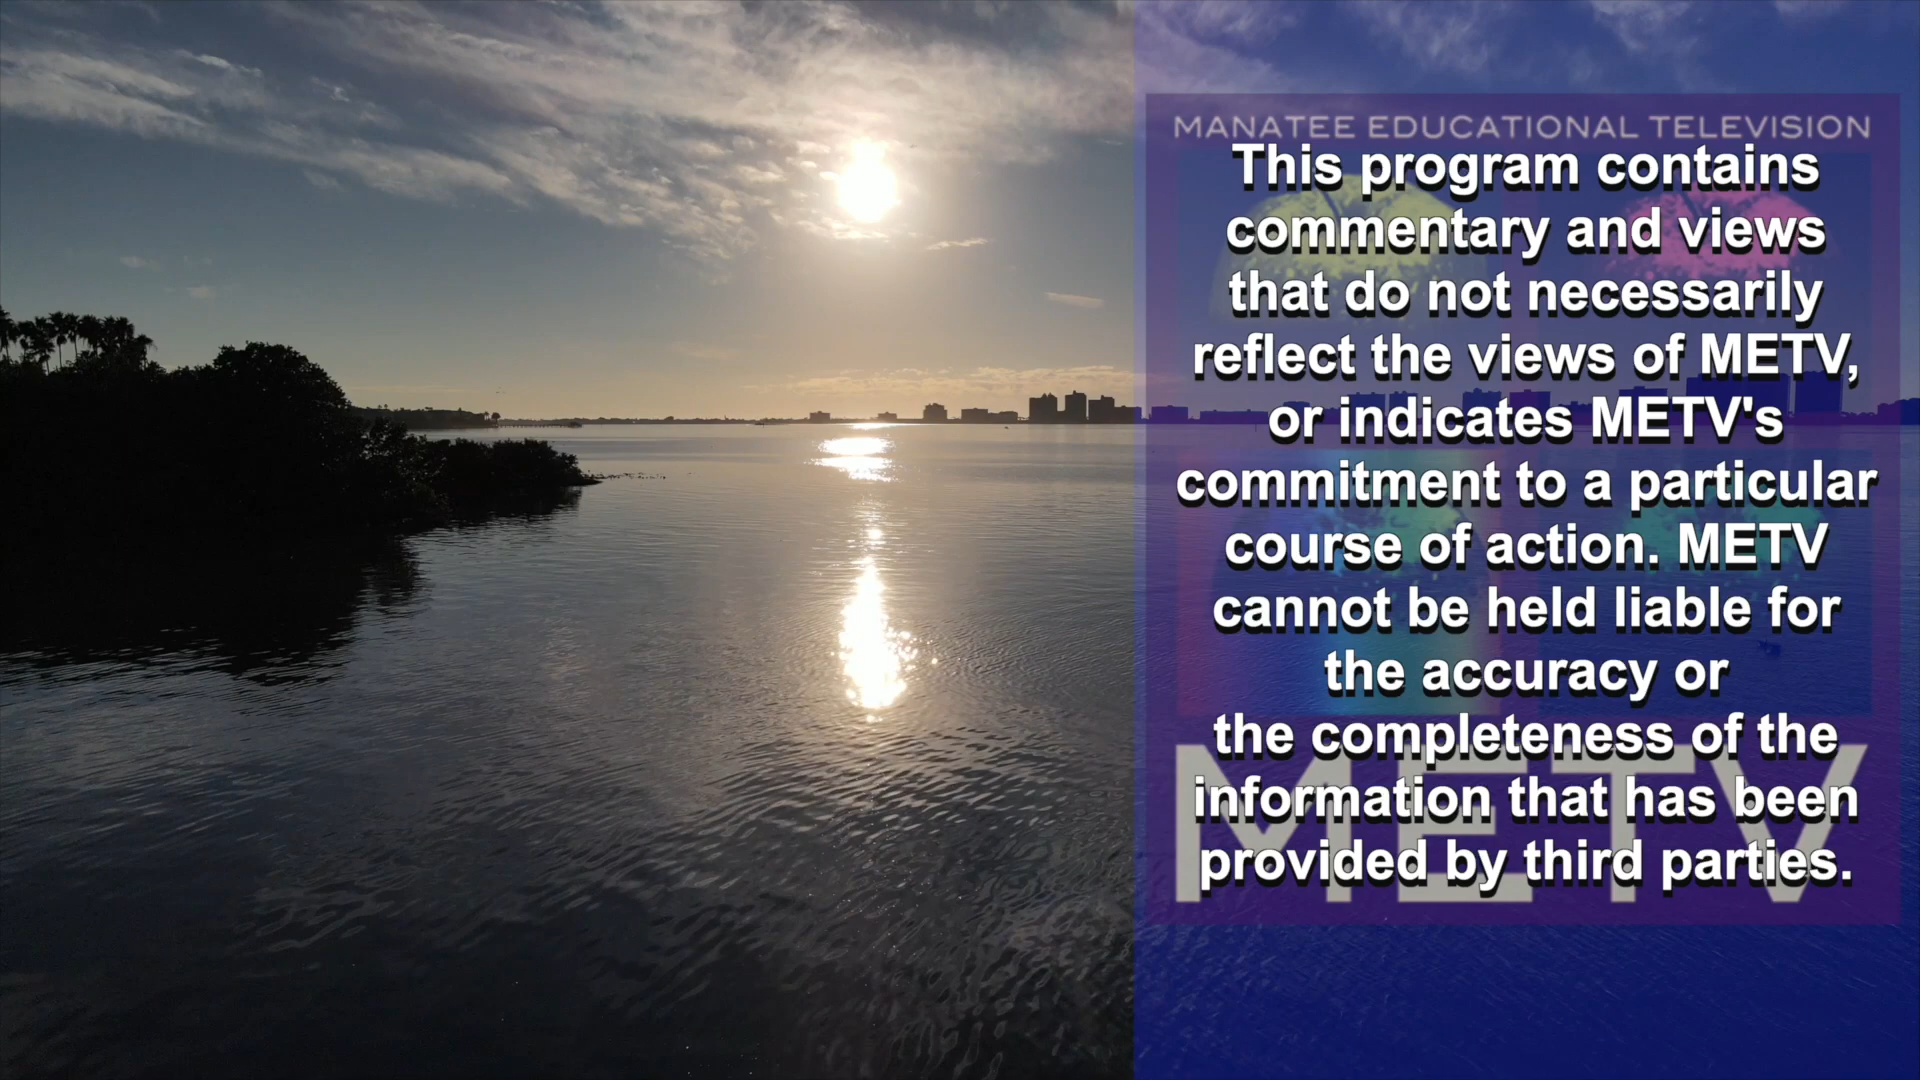 MANATEE EDUCATIONAL TELEVISION
This program contains
commentary and views
that do not necessarily
reflect the views of METV,
or indicates METV's
commitment to a particular
course of action. METV
cannot be held liable for
the accuracy or
the completeness of the
information that has been
provided by third parties.
METV